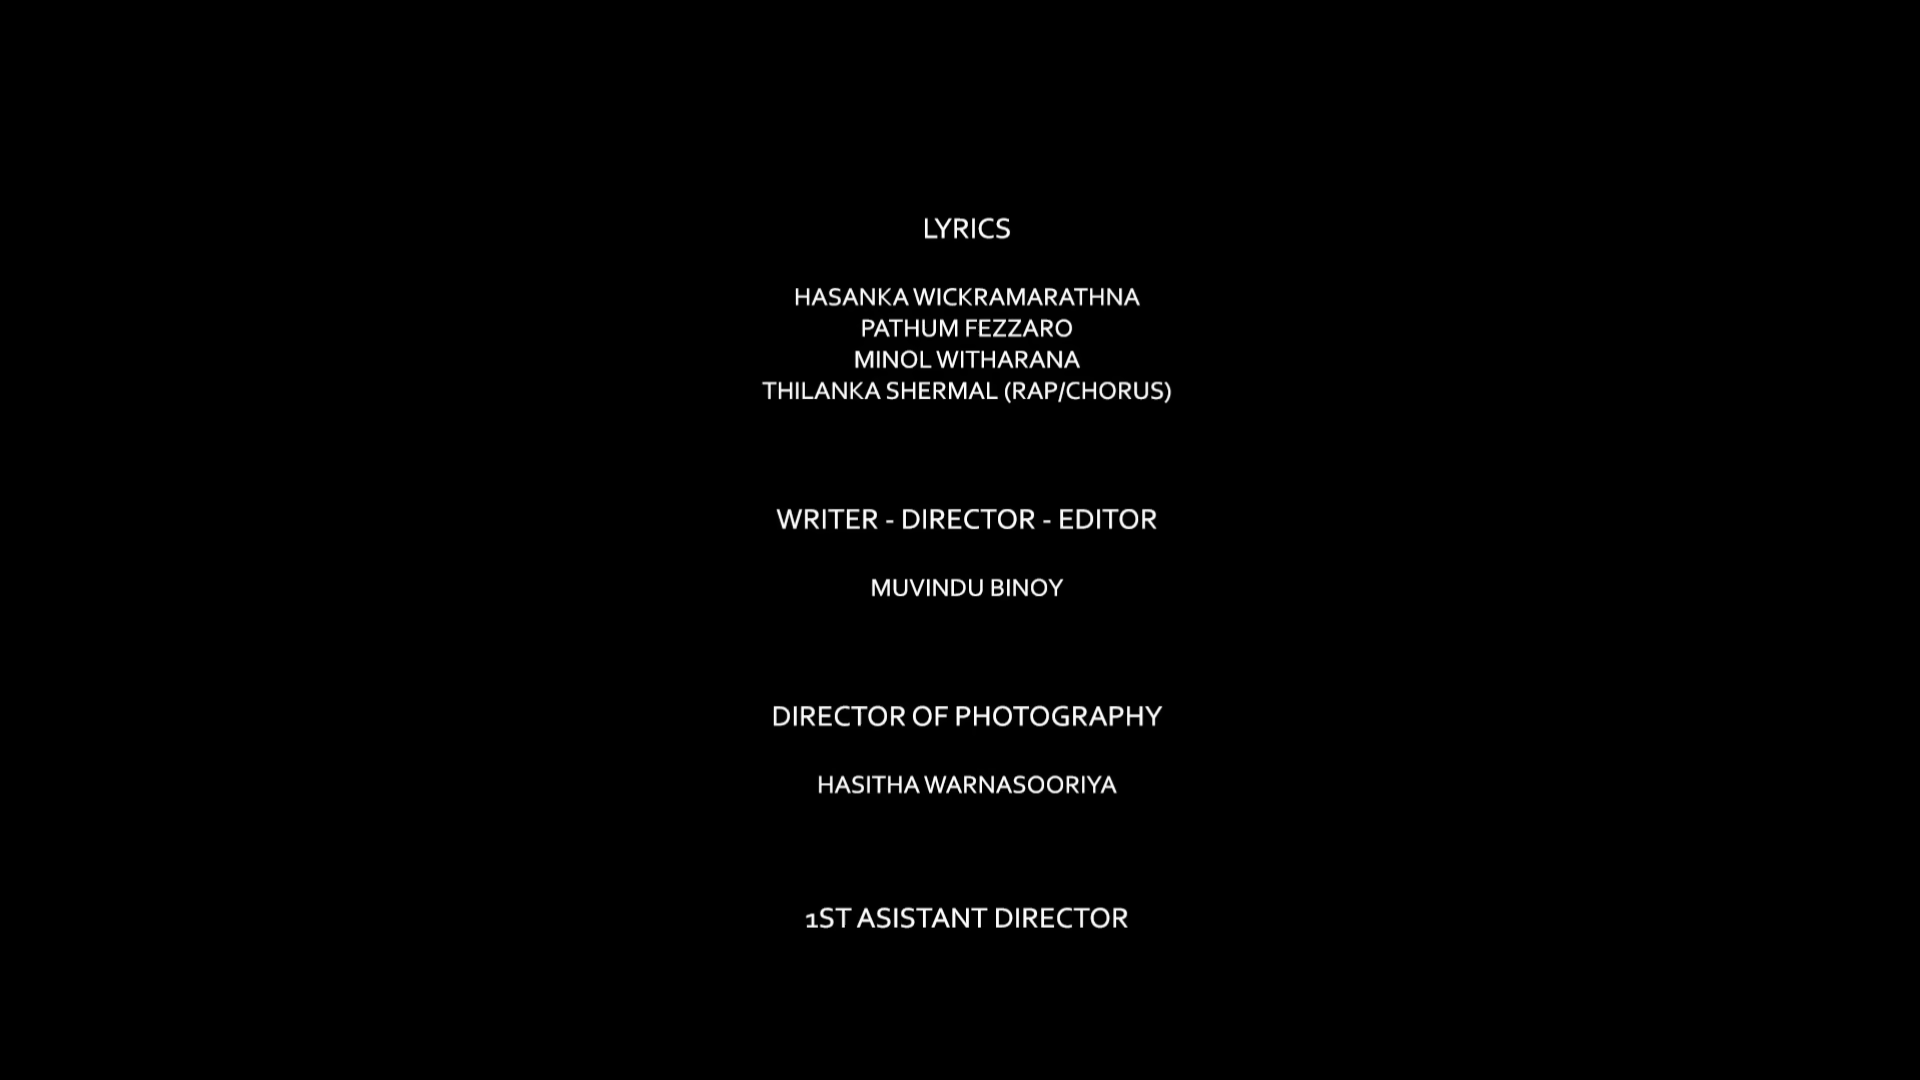 LYRICS
HASANKA WICKRAMARATHNA
PATHUM FEZZARO
MINOL WITHARANA
THILANKA SHERMAL (RAP/CHORUS)
WRITER - DIRECTOR - EDITOR
MUVINDU BINOY
DIRECTOR OF PHOTOGRAPHY
HASITHA WARNASOORIYA
1ST ASISTANT DIRECTOR